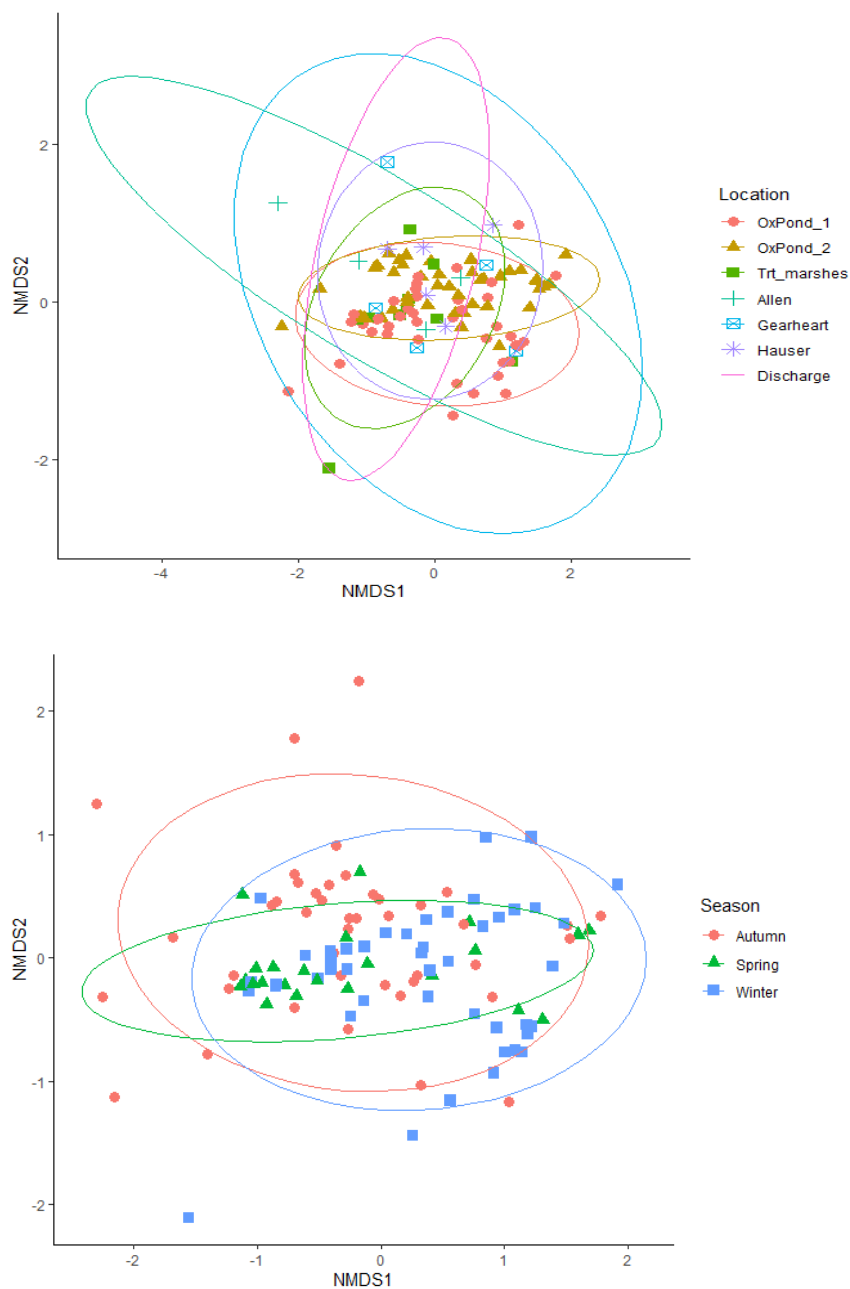 2
0
-2
NMDS2
-4
-2
0
2
NMDS1
Location
OxPond_1
OxPond_2
Trt_marshes
Allen
Gearheart
Hauser
Discharge
2
1
0
-1
-2
NMDS2
-2
-1
0
1
2
NMDS1
Season
Autumn
Spring
Winter